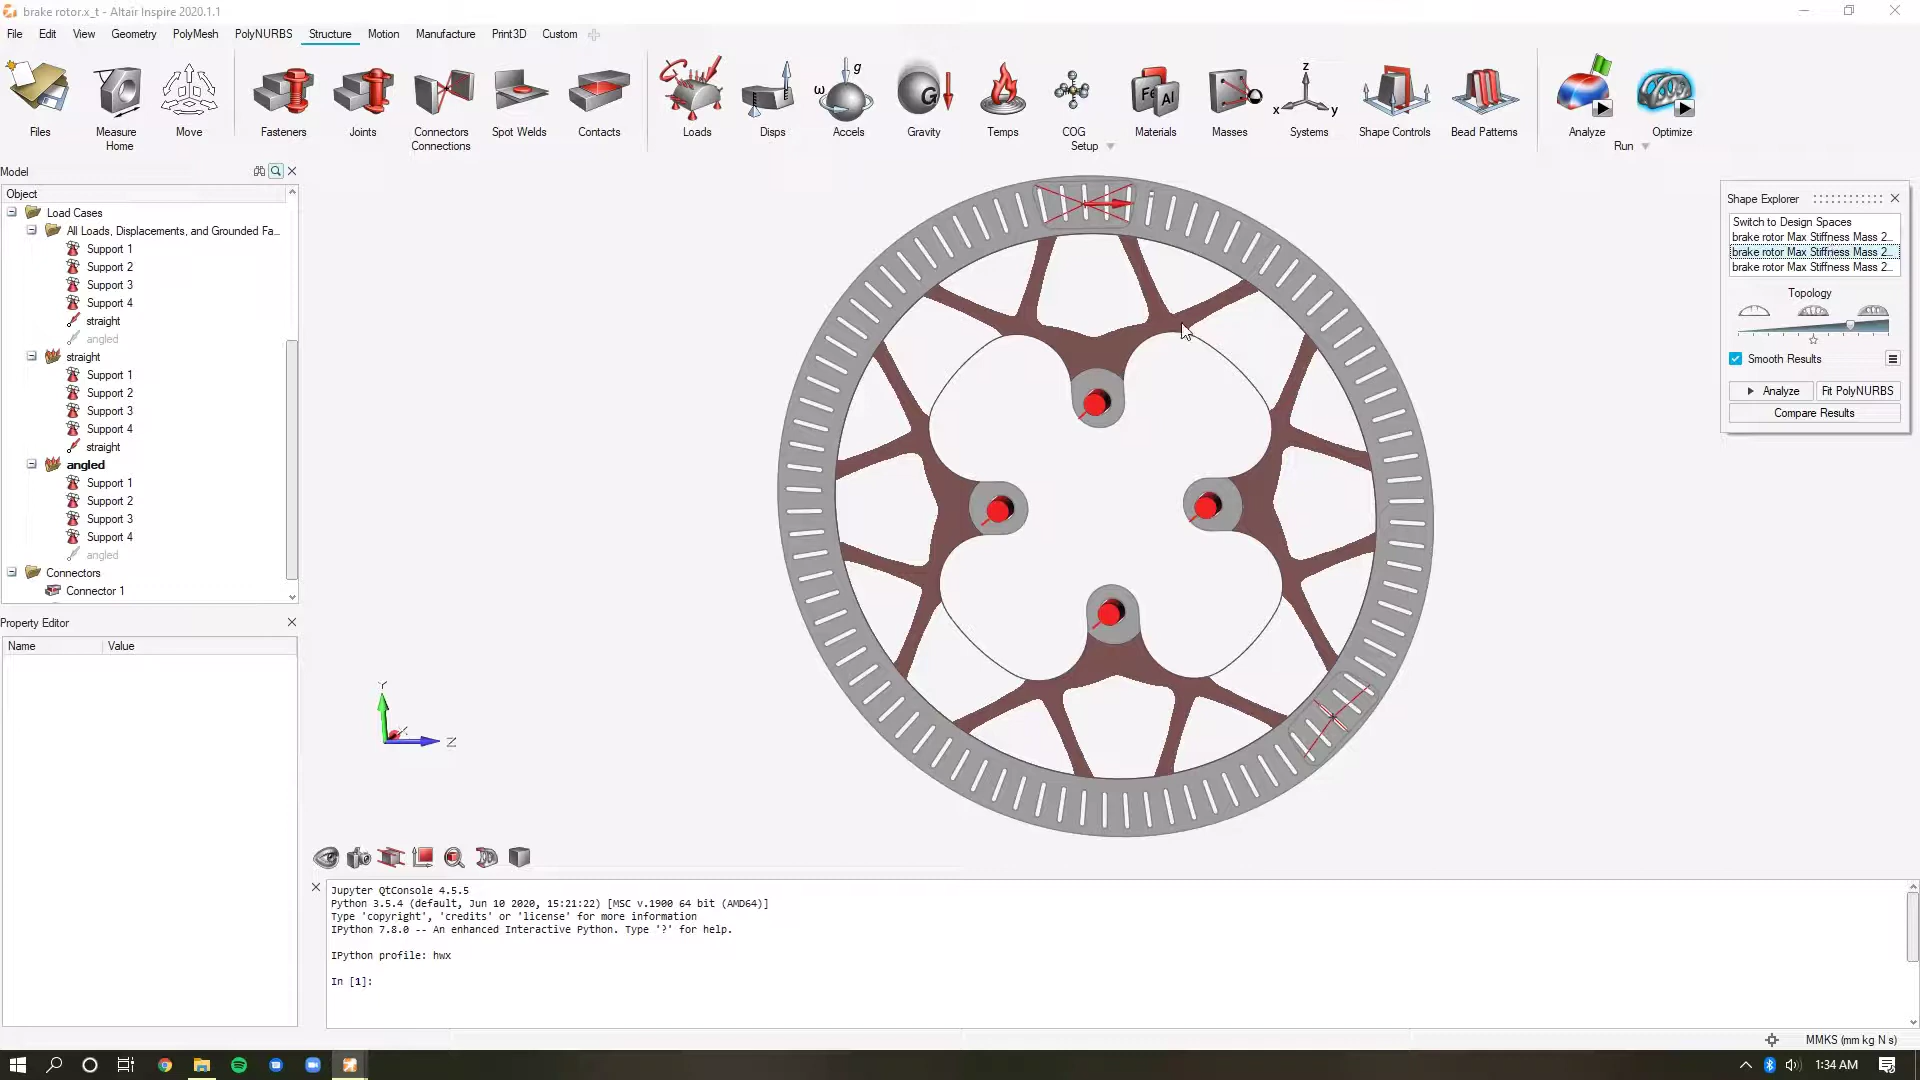 brake rotor.x_t - Altair Inspire 2020.1.1
File Edit View Geometry PolyMesh PolyNURBS Structure Motion Manufacture Print3D Custom
Files Measure Move Fasteners Joints Connectors Spot Welds Contacts Loads Disps Accels Gravity Temps COG Materials Masses Systems Shape Controls Bead Patterns Analyze Optimize
Home Connections Setup Run
g
ω
G
Fe
Al
z
x
y
Model
Object
Load Cases
All Loads, Displacements, and Grounded Fa...
Support 1
Support 2
Support 3
Support 4
straight
angled
straight
Support 1
Support 2
Support 3
Support 4
straight
angled
Support 1
Support 2
Support 3
Support 4
angled
Connectors
Connector 1
Property Editor
Name Value
Y
X
Z
Shape Explorer
Switch to Design Spaces
brake rotor Max Stiffness Mass 2...
brake rotor Max Stiffness Mass 2...
brake rotor Max Stiffness Mass 2...
Topology
Smooth Results
Analyze Fit PolyNURBS
Compare Results
Jupyter QtConsole 4.5.5
Python 3.5.4 (default, Jun 10 2020, 15:21:22) [MSC v.1900 64 bit (AMD64)]
Type 'copyright', 'credits' or 'license' for more information
IPython 7.8.0 -- An enhanced Interactive Python. Type '?' for help.
IPython profile: hwx
In [1]:
MMKS (mm kg N s)
1:34 AM